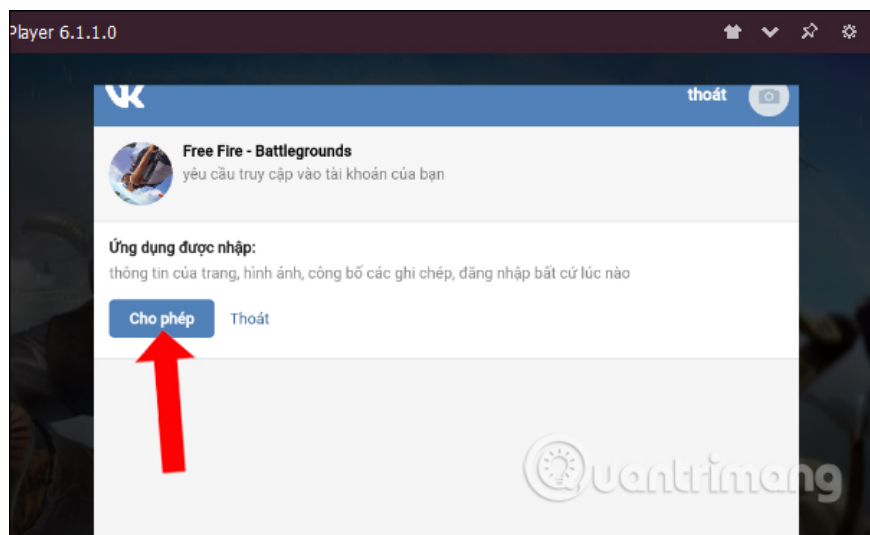 Player 6.1.1.0
thoát
Free Fire - Battlegrounds
yêu cầu truy cập vào tài khoản của bạn
Ứng dụng được nhập:
thông tin của trang, hình ảnh, công bố các ghi chép, đăng nhập bất cứ lúc nào
Cho phép Thoát
Quantrimang